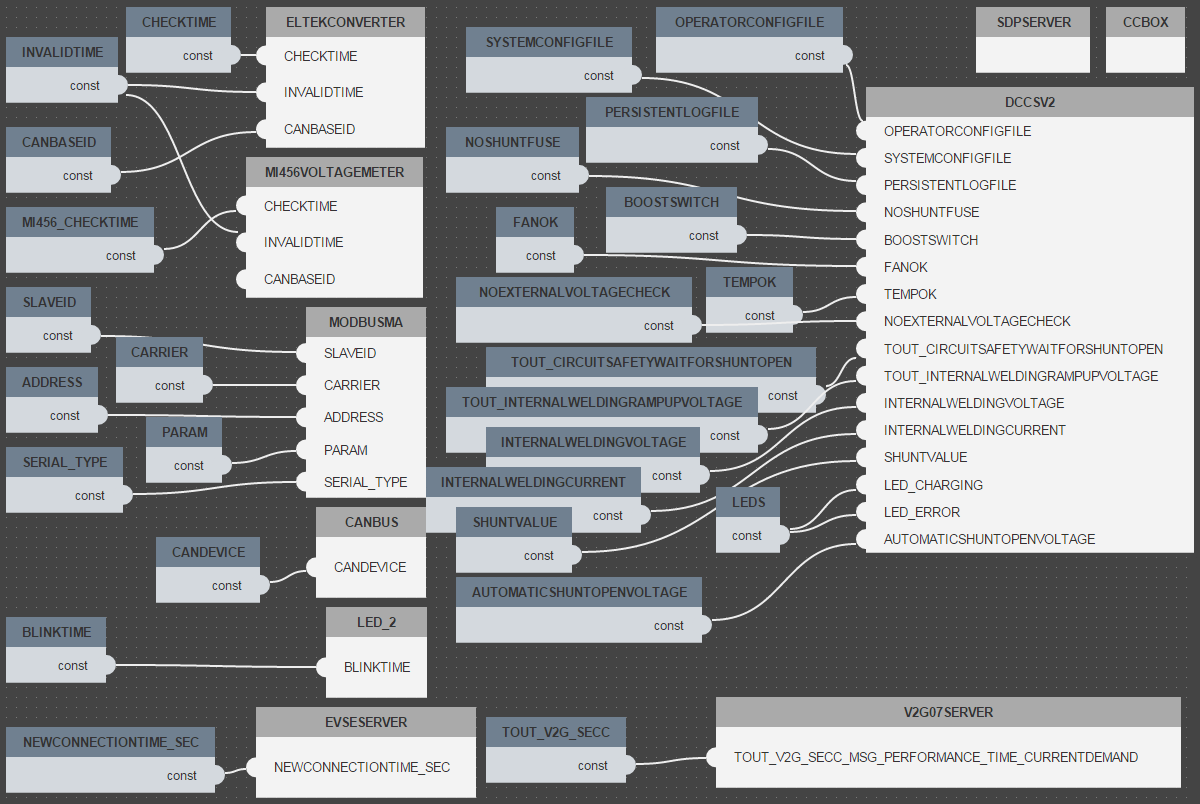 CHECKTIME
const
INVALIDTIME
const
CANBASEID
const
MI456_CHECKTIME
const
ELTEKCONVERTER
CHECKTIME
INVALIDTIME
CANBASEID
MI456VOLTAGEMETER
CHECKTIME
INVALIDTIME
CANBASEID
SLAVEID
const
CARRIER
const
ADDRESS
const
PARAM
const
SERIAL_TYPE
const
MODBUSMA
SLAVEID
CARRIER
ADDRESS
PARAM
SERIAL_TYPE
CANDEVICE
const
CANBUS
CANDEVICE
BLINKTIME
const
LED_2
BLINKTIME
NEWCONNECTIONTIME_SEC
const
EVSESERVER
NEWCONNECTIONTIME_SEC
SYSTEMCONFIGFILE
const
OPERATORCONFIGFILE
const
PERSISTENTLOGFILE
const
NOSHUNTFUSE
const
BOOSTSWITCH
const
FANOK
const
TEMPOK
const
NOEXTERNALVOLTAGECHECK
const
TOUT_CIRCUITSAFETYWAITFORSHUNTOPEN
const
TOUT_INTERNALWELDINGRAMPUPVOLTAGE
const
INTERNALWELDINGVOLTAGE
const
INTERNALWELDINGCURRENT
const
SHUNTVALUE
const
LEDS
const
AUTOMATICSHUNTOPENVOLTAGE
const
SDPSERVER
CCBOX
DCCSV2
OPERATORCONFIGFILE
SYSTEMCONFIGFILE
PERSISTENTLOGFILE
NOSHUNTFUSE
BOOSTSWITCH
FANOK
TEMPOK
NOEXTERNALVOLTAGECHECK
TOUT_CIRCUITSAFETYWAITFORSHUNTOPEN
TOUT_INTERNALWELDINGRAMPUPVOLTAGE
INTERNALWELDINGVOLTAGE
INTERNALWELDINGCURRENT
SHUNTVALUE
LED_CHARGING
LED_ERROR
AUTOMATICSHUNTOPENVOLTAGE
TOUT_V2G_SECC
const
V2G07SERVER
TOUT_V2G_SECC_MSG_PERFORMANCE_TIME_CURRENTDEMAND